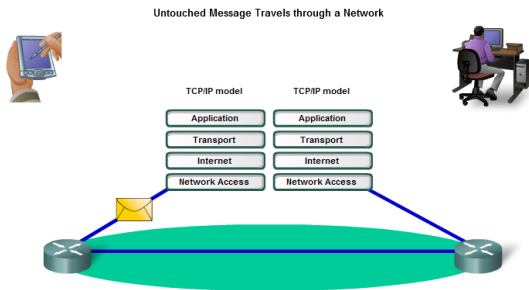 Untouched Message Travels through a Network
TCP/IP model TCP/IP model
Application Application
Transport Transport
Internet Internet
Network Access Network Access